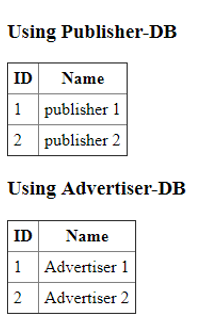 Using Publisher-DB
ID Name
1 publisher 1
2 publisher 2
Using Advertiser-DB
ID Name
1 Advertiser 1
2 Advertiser 2